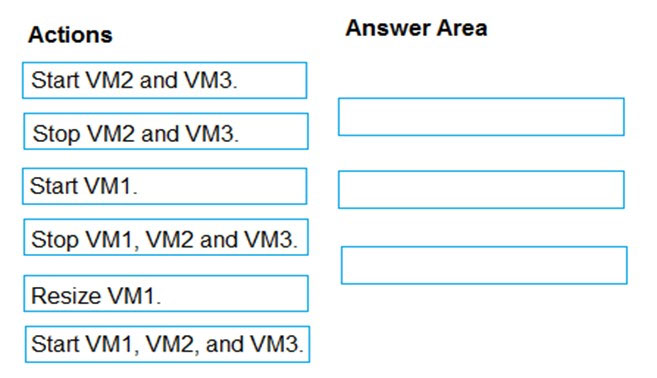 Actions
Answer Area
Start VM2 and VM3.
Stop VM2 and VM3.
Start VM1.
Stop VM1, VM2 and VM3.
Resize VM1.
Start VM1, VM2, and VM3.